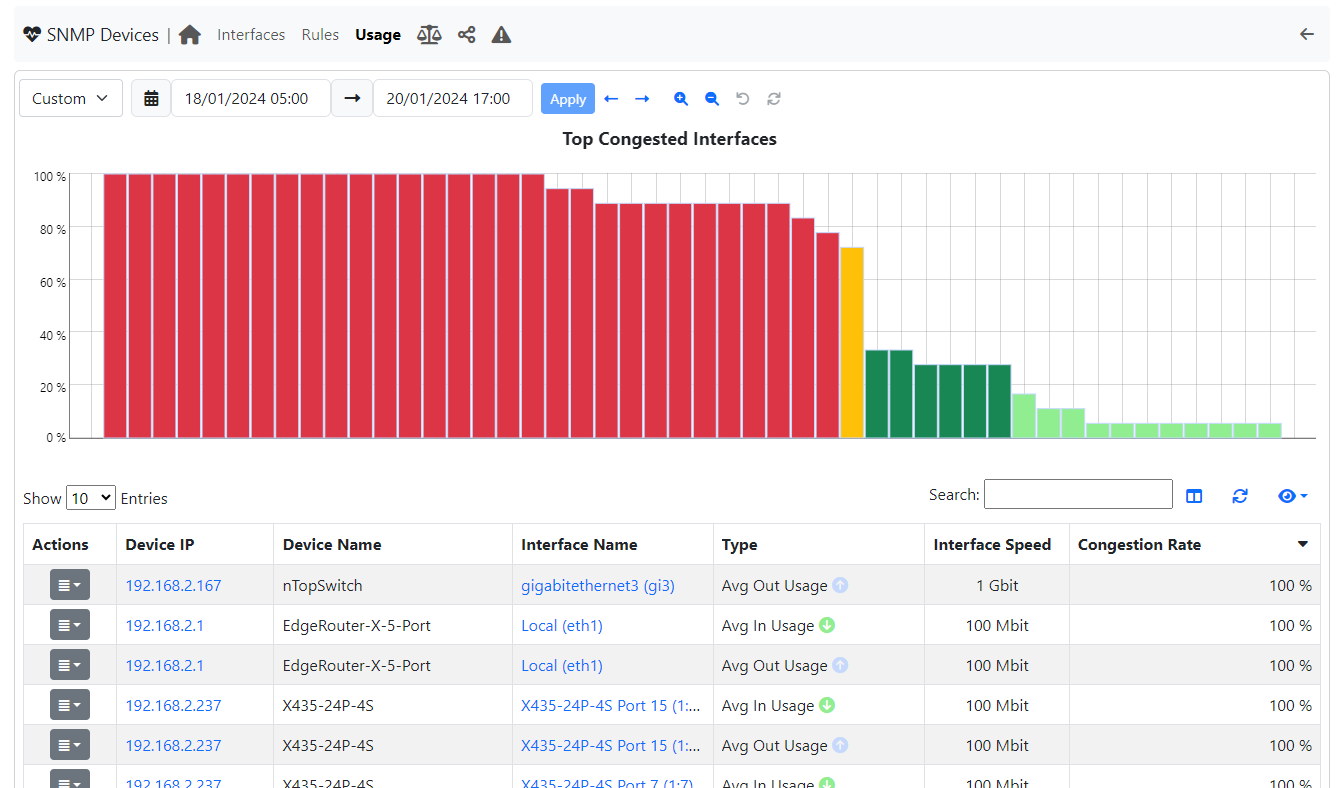 SNMP Devices | Interfaces Rules Usage
Custom 18/01/2024 05:00 20/01/2024 17:00 Apply
Top Congested Interfaces
100 %
80 %
60 %
40 %
20 %
0 %
Show 10 Entries Search:
Actions Device IP Device Name Interface Name Type Interface Speed Congestion Rate
192.168.2.167 nTopSwitch gigabitethernet3 (gi3) Avg Out Usage 1 Gbit 100 %
192.168.2.1 EdgeRouter-X-5-Port Local (eth1) Avg In Usage 100 Mbit 100 %
192.168.2.1 EdgeRouter-X-5-Port Local (eth1) Avg Out Usage 100 Mbit 100 %
192.168.2.237 X435-24P-4S X435-24P-4S Port 15 (1:... Avg In Usage 100 Mbit 100 %
192.168.2.237 X435-24P-4S X435-24P-4S Port 15 (1:... Avg Out Usage 100 Mbit 100 %
192.168.2.237 X435-24P-4S X435-24P-4S Port 7 (1:7) Avg In Usage 100 Mbit 100 %